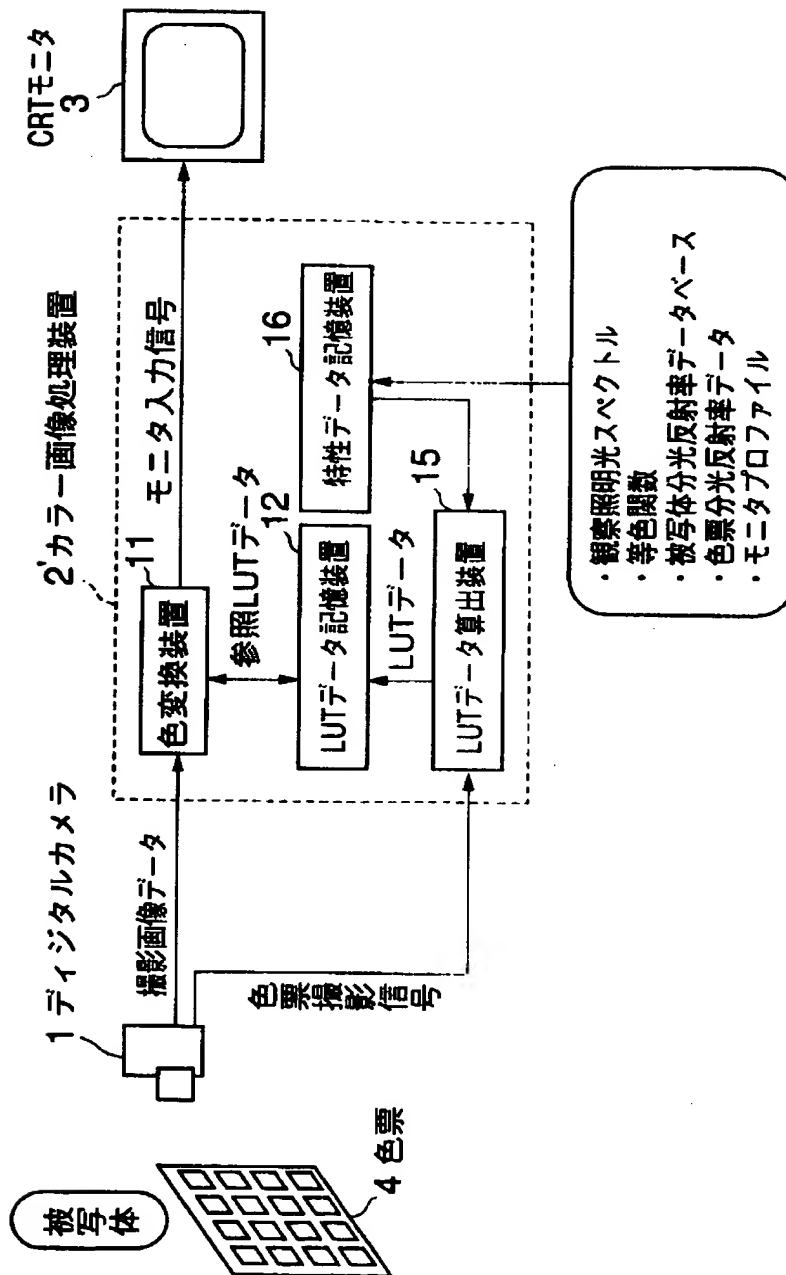 被写体
4 色票
1 ディジタルカメラ
撮影画像データ
色票撮影信号
2'カラー画像処理装置
11
色変換装置
モニタ入力信号
参照LUTデータ
12
LUTデータ記憶装置
16
特性データ記憶装置
LUTデータ
15
LUTデータ算出装置
CRTモニタ
3
・観察照明光スペクトル
・等色関数
・被写体分光反射率データベース
・色票分光反射率データ
・モニタプロファイル